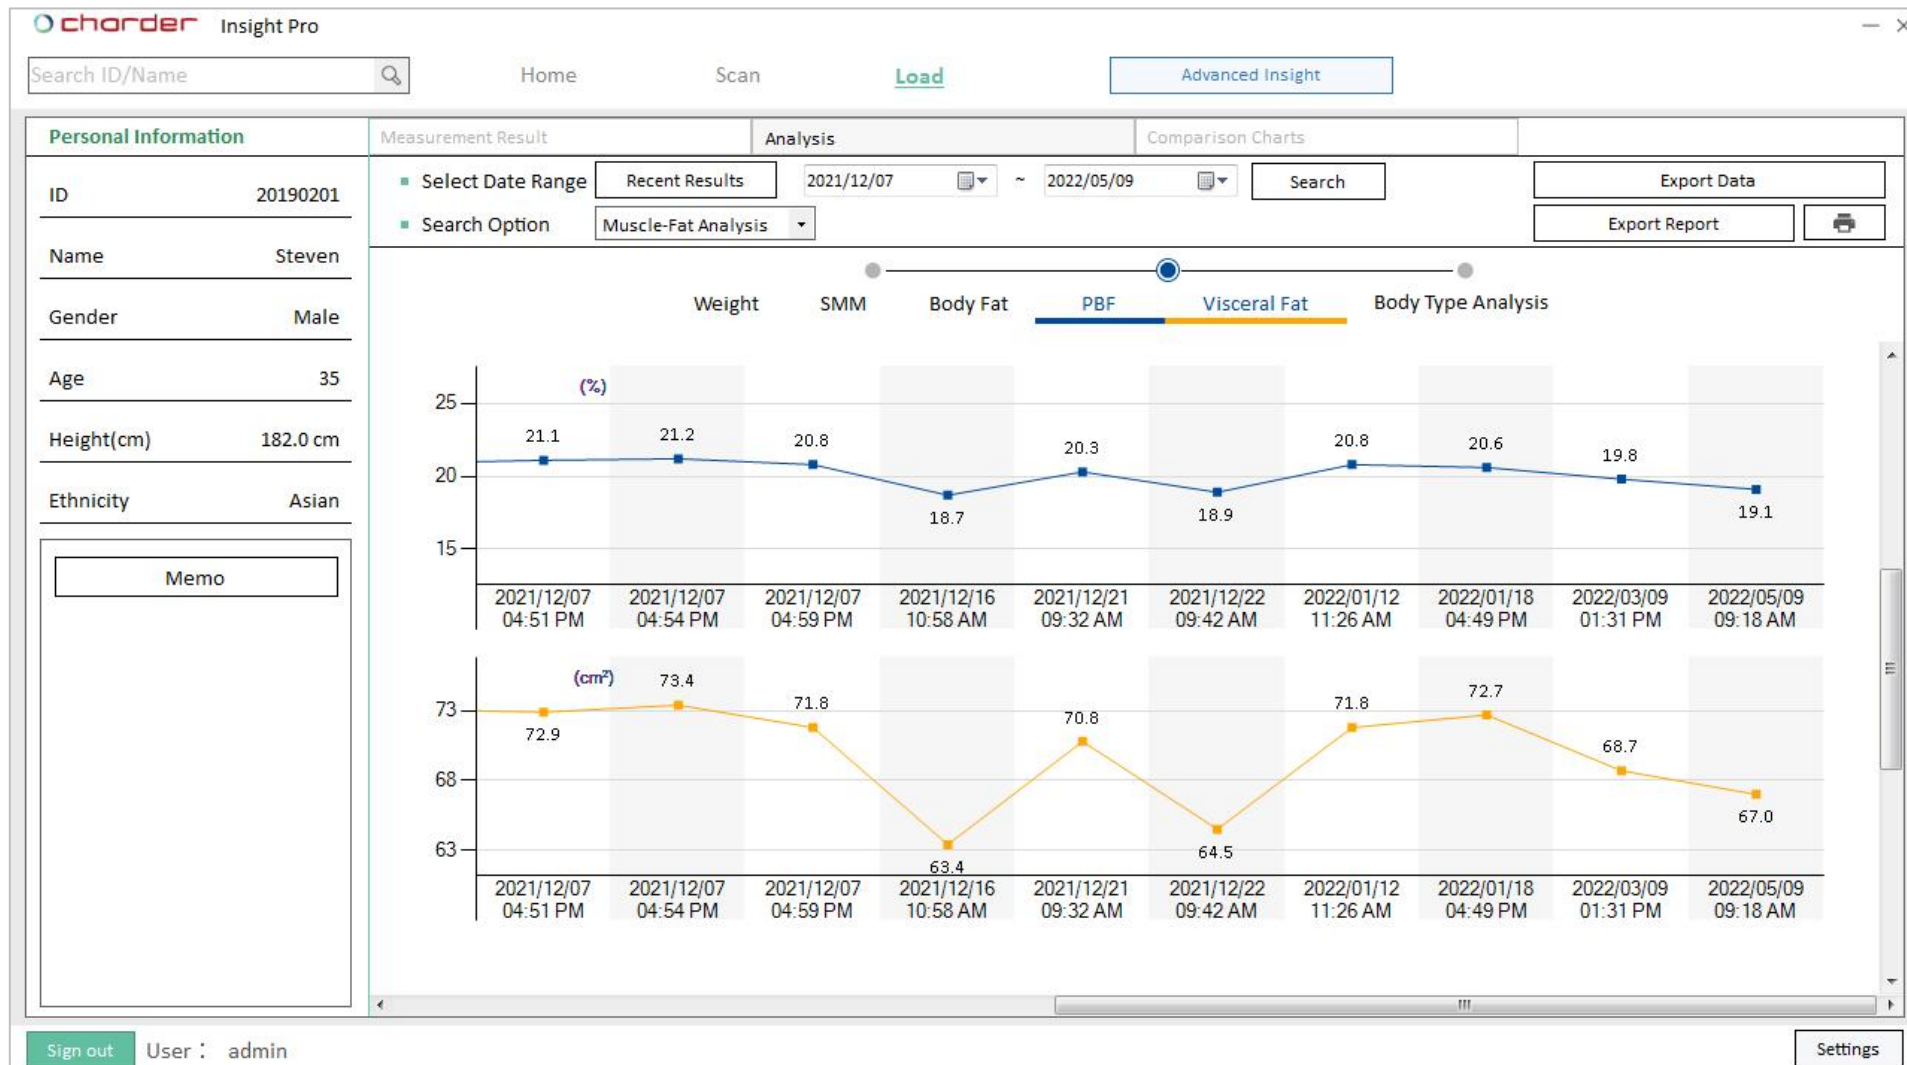 charder Insight Pro
Search ID/Name
Home Scan Load Advanced Insight
Personal Information
ID 20190201
Name Steven
Gender Male
Age 35
Height(cm) 182.0 cm
Ethnicity Asian
Memo
Measurement Result Analysis Comparison Charts
Select Date Range Recent Results 2021/12/07 ~ 2022/05/09 Search Export Data
Search Option Muscle-Fat Analysis Export Report
Weight SMM Body Fat PBF Visceral Fat Body Type Analysis
(%)
25
20
15
21.1 21.2 20.8 18.7 20.3 18.9 20.8 20.6 19.8 19.1
2021/12/07 2021/12/07 2021/12/07 2021/12/16 2021/12/21 2021/12/22 2022/01/12 2022/01/18 2022/03/09 2022/05/09
04:51 PM 04:54 PM 04:59 PM 10:58 AM 09:32 AM 09:42 AM 11:26 AM 04:49 PM 01:31 PM 09:18 AM
(cm²)
73
68
63
72.9 73.4 71.8 63.4 70.8 64.5 71.8 72.7 68.7 67.0
2021/12/07 2021/12/07 2021/12/07 2021/12/16 2021/12/21 2021/12/22 2022/01/12 2022/01/18 2022/03/09 2022/05/09
04:51 PM 04:54 PM 04:59 PM 10:58 AM 09:32 AM 09:42 AM 11:26 AM 04:49 PM 01:31 PM 09:18 AM
Sign out User : admin Settings